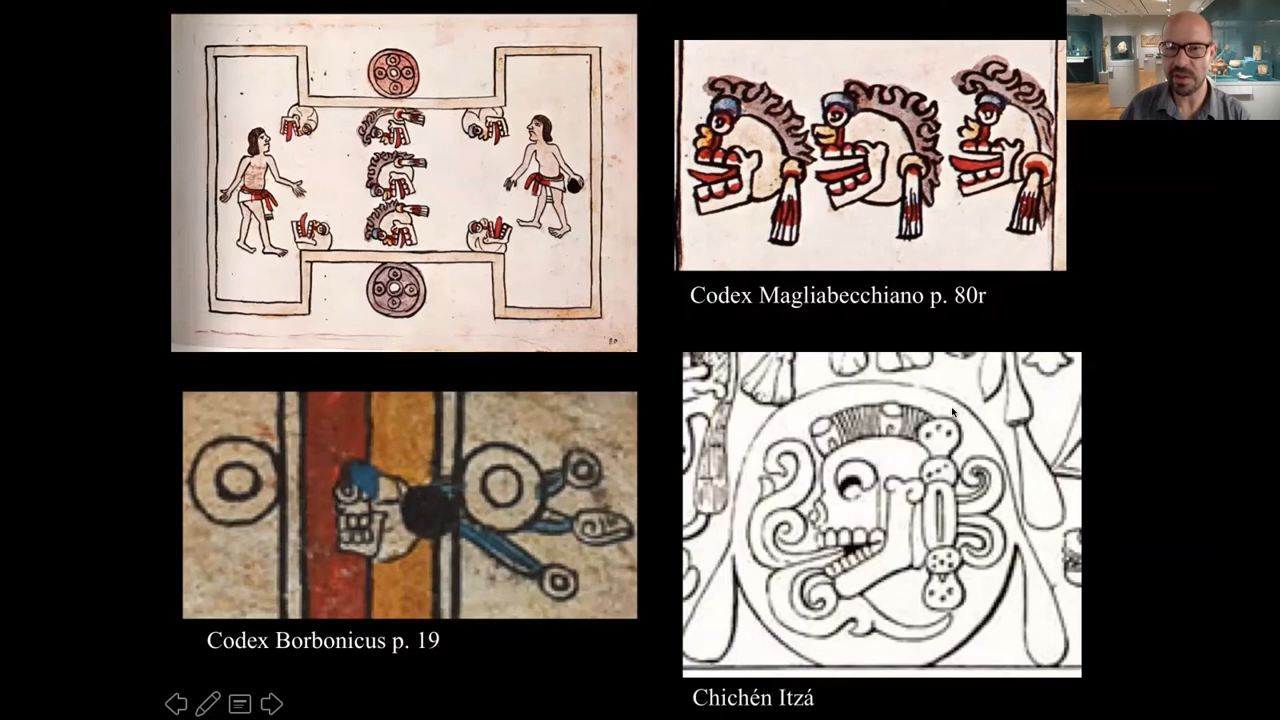 Codex Magliabecchiano p. 80r
Codex Borbonicus p. 19
Chichén Itzá